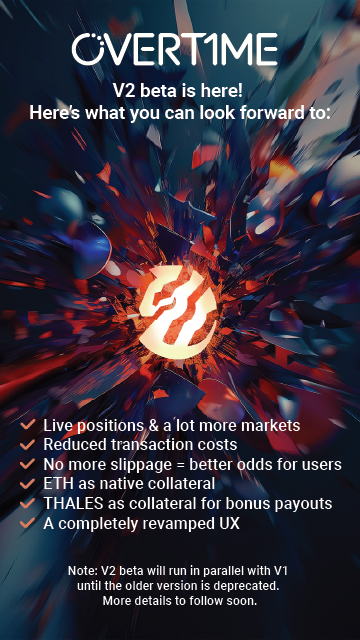 OVERT1ME
V2 beta is here!
Here's what you can look forward to:
Live positions & a lot more markets
Reduced transaction costs
No more slippage = better odds for users
ETH as native collateral
THALES as collateral for bonus payouts
A completely revamped UX
Note: V2 beta will run in parallel with V1
until the older version is deprecated.
More details to follow soon.